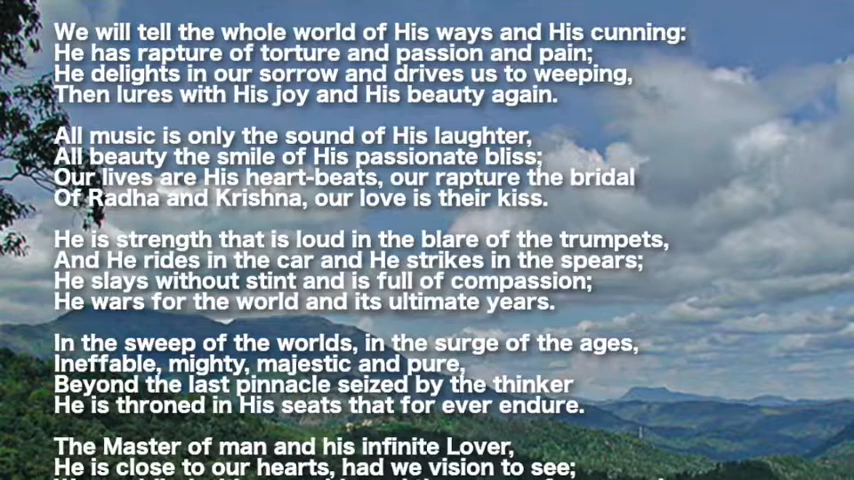 We will tell the whole world of His ways and His cunning:
He has rapture of torture and passion and pain;
He delights in our sorrow and drives us to weeping,
Then lures with His joy and His beauty again.
All music is only the sound of His laughter,
All beauty the smile of His passionate bliss;
Our lives are His heart-beats, our rapture the bridal
Of Radha and Krishna, our love is their kiss.
He is strength that is loud in the blare of the trumpets,
And He rides in the car and He strikes in the spears;
He slays without stint and is full of compassion;
He wars for the world and its ultimate years.
In the sweep of the worlds, in the surge of the ages,
Ineffable, mighty, majestic and pure,
Beyond the last pinnacle seized by the thinker
He is throned in His seats that for ever endure.
The Master of man and his infinite Lover,
He is close to our hearts, had we vision to see;